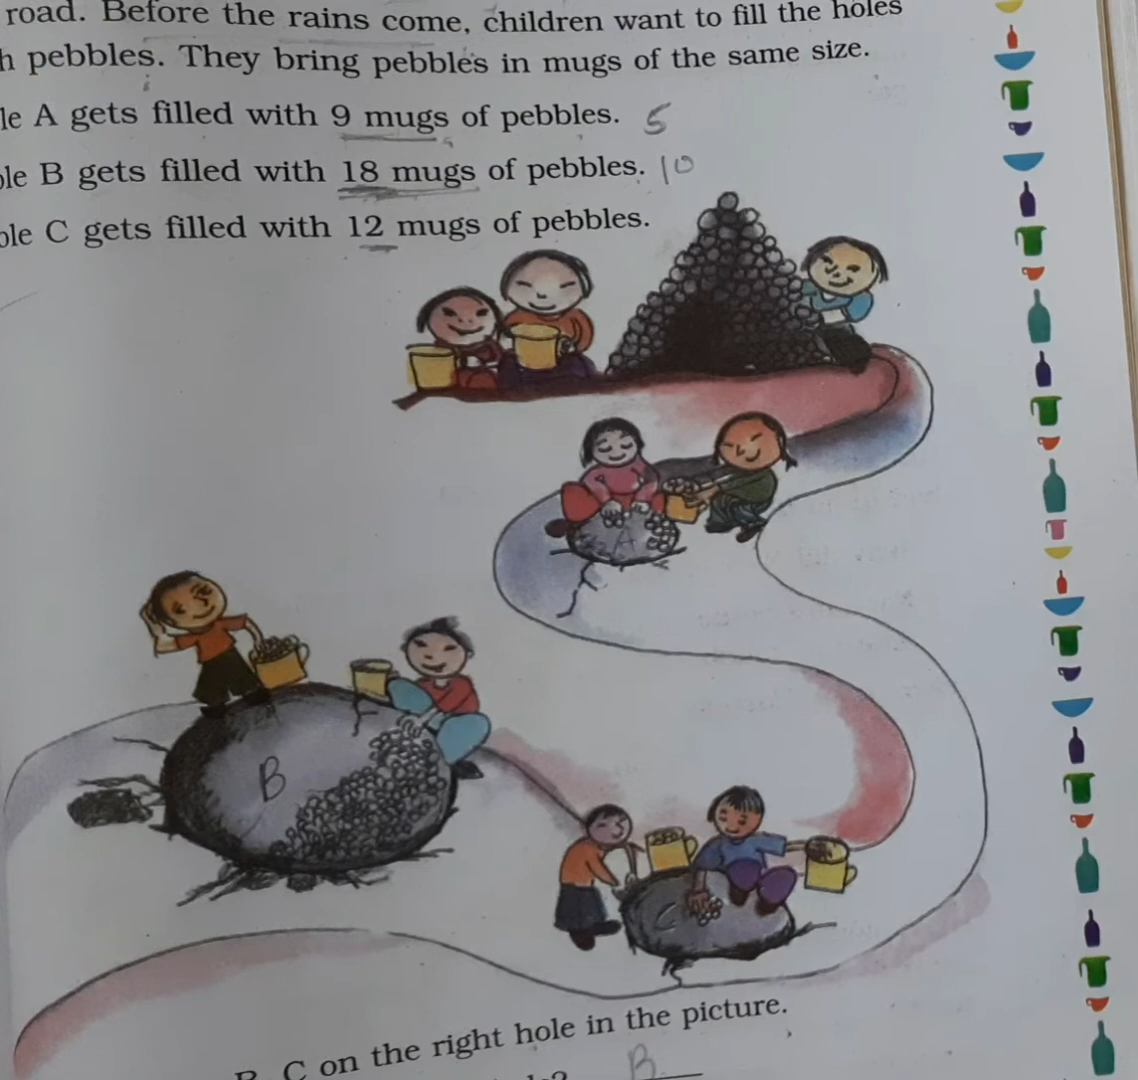 road. Before the rains come, children want to fill the holes
h pebbles. They bring pebbles in mugs of the same size.
le A gets filled with 9 mugs of pebbles. 5
ole B gets filled with 18 mugs of pebbles. 10
ole C gets filled with 12 mugs of pebbles.
A
B
C
B, C on the right hole in the picture.
B